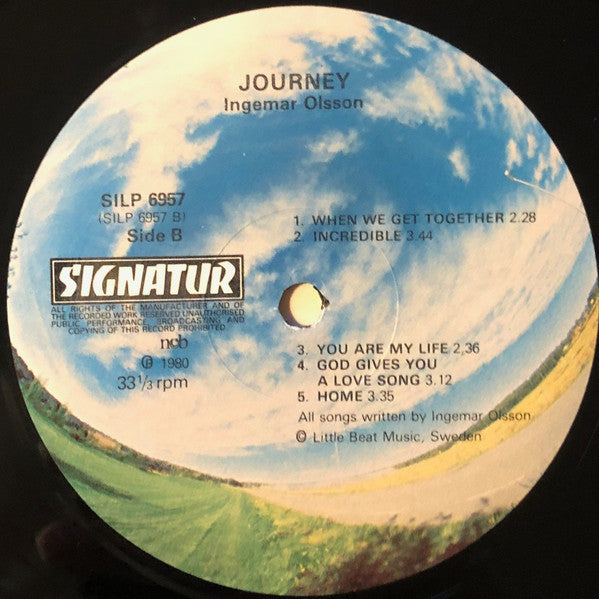 JOURNEY
Ingemar Olsson
SILP 6957
(SILP 6957 B)
Side B
SIGNATUR
ALL RIGHTS OF THE MANUFACTURER AND OF
THE RECORDED WORK RESERVED UNAUTHORISED
PUBLIC PERFORMANCE BROADCASTING AND
COPYING OF THIS RECORD PROHIBITED
ncb
Ⓟ 1980
33 1/3 rpm
1. WHEN WE GET TOGETHER 2.28
2. INCREDIBLE 3.44
3. YOU ARE MY LIFE 2,36
4. GOD GIVES YOU
A LOVE SONG 3.12
5. HOME 3.35
All songs written by Ingemar Olsson
© Little Beat Music, Sweden